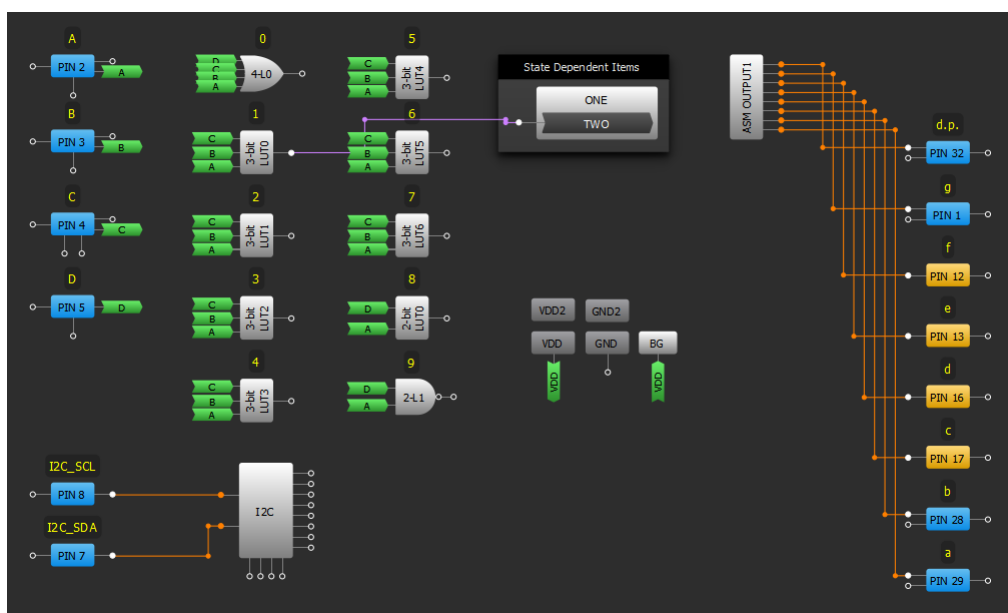 A
PIN 2
A
B
PIN 3
B
C
PIN 4
C
D
PIN 5
D
0
D
C
B
A
4-L0
1
C
B
A
3-bit
LUT0
2
C
B
A
3-bit
LUT1
3
C
B
A
3-bit
LUT2
4
C
B
A
3-bit
LUT3
5
C
B
A
3-bit
LUT4
6
C
B
A
3-bit
LUT5
7
C
B
A
3-bit
LUT6
8
D
A
2-bit
LUT0
9
D
A
2-L1
State Dependent Items
ONE
TWO
VDD2
GND2
VDD
GND
BG
VDD
VDD
I2C_SCL
PIN 8
I2C_SDA
PIN 7
I2C
ASM OUTPUT1
d.p.
PIN 32
g
PIN 1
f
PIN 12
e
PIN 13
d
PIN 16
c
PIN 17
b
PIN 28
a
PIN 29